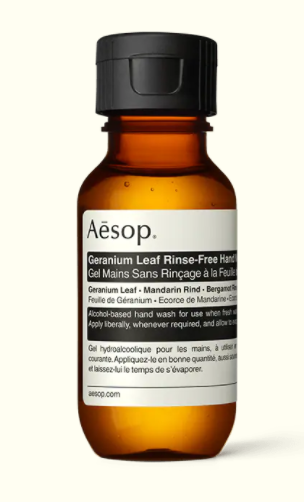 Aēsop.
Geranium Leaf Rinse-Free Hand
Gel Mains Sans Rinçage à la Feuille
Geranium Leaf • Mandarin Rind • Bergamot
Feuille de Géranium • Ecorce de Mandarine •
Alcohol-based hand wash for use when fresh
Apply liberally, whenever required, and allow to
Gel hydroalcoolique pour les mains, à utiliser
courante. Appliquez-le en bonne quantité, aussi
et laissez-lui le temps de s'évaporer.
aesop.com